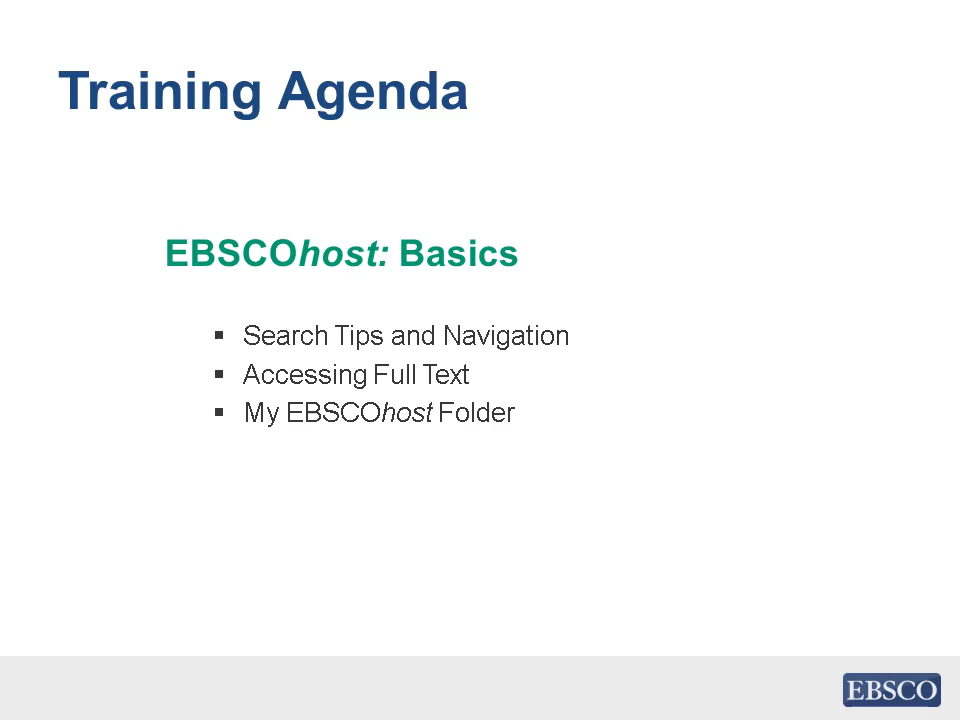 Training Agenda
EBSCOhost: Basics
▪ Search Tips and Navigation
▪ Accessing Full Text
▪ My EBSCOhost Folder
EBSCO